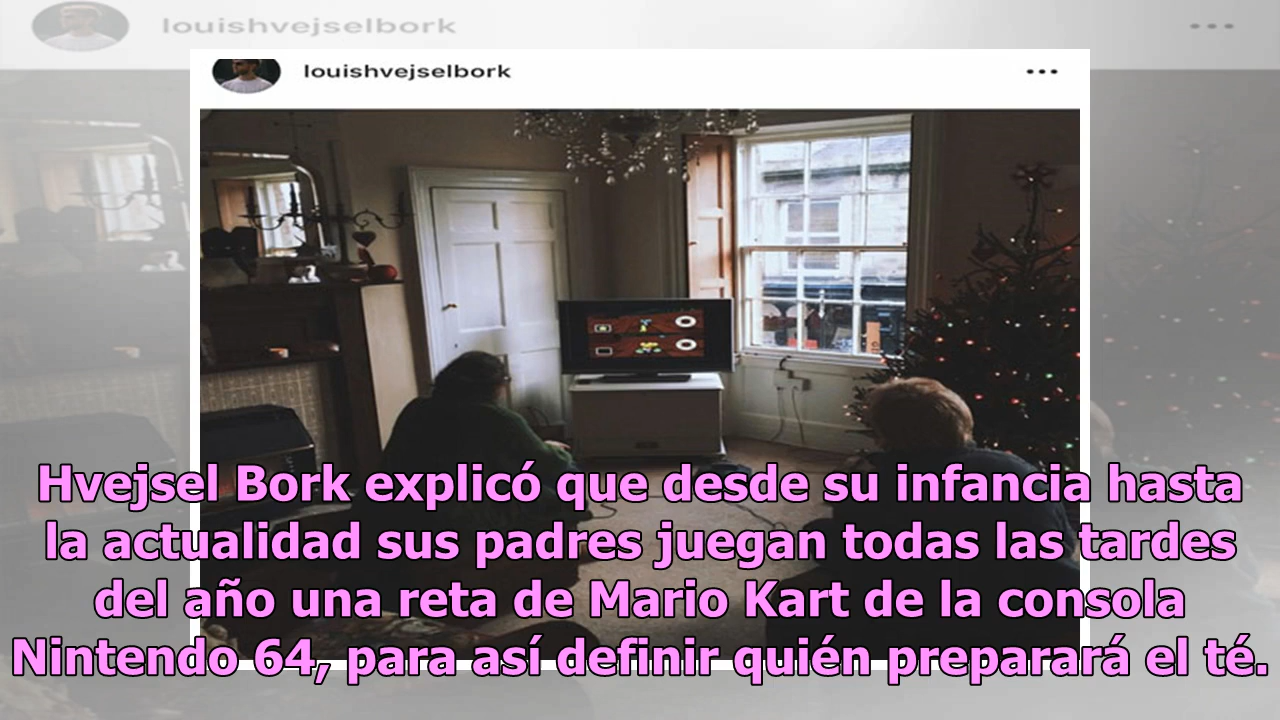 louishvejselbork
louishvejselbork
Hvejsel Bork explicó que desde su infancia hasta
la actualidad sus padres juegan todas las tardes
del año una reta de Mario Kart de la consola
Nintendo 64, para así definir quién preparará el té.